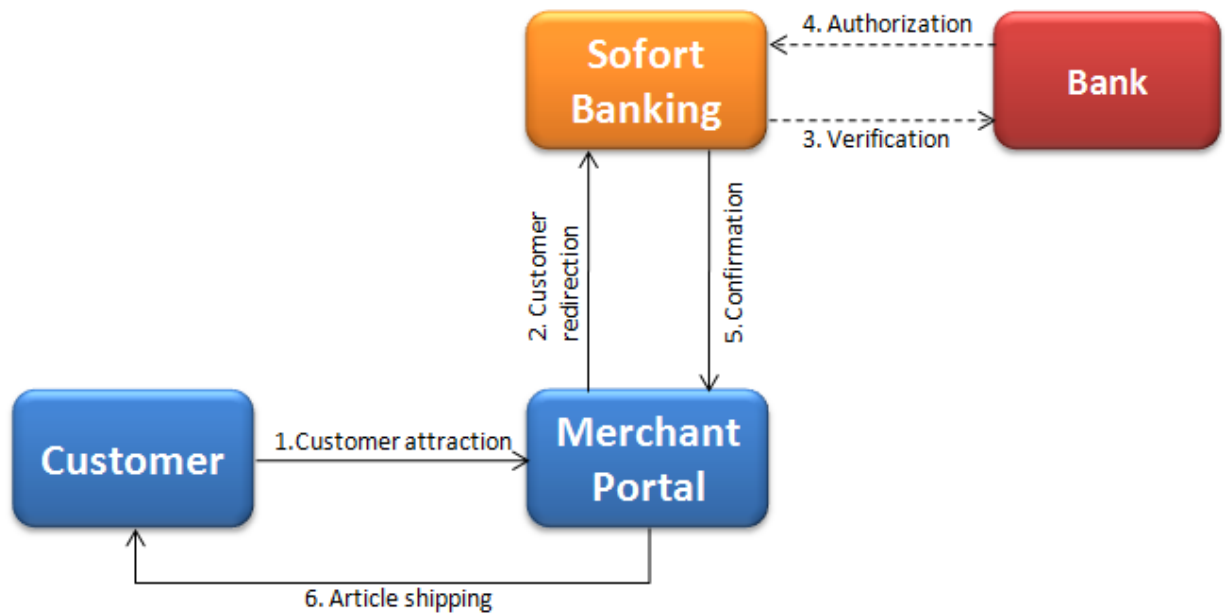 Sofort
Banking
4. Authorization
Bank
3. Verification
2. Customer
redirection
5. Confirmation
Customer
1.Customer attraction
Merchant
Portal
6. Article shipping